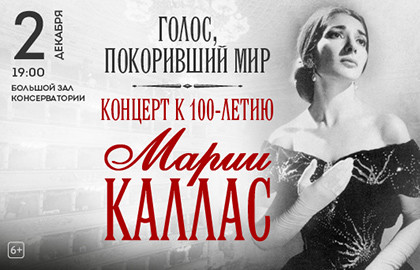 2
ДЕКАБРЯ
19:00
БОЛЬШОЙ ЗАЛ
КОНСЕРВАТОРИИ
ГОЛОС,
ПОКОРИВШИЙ МИР
КОНЦЕРТ К 100-ЛЕТИЮ
Марии
КАЛЛАС
6+